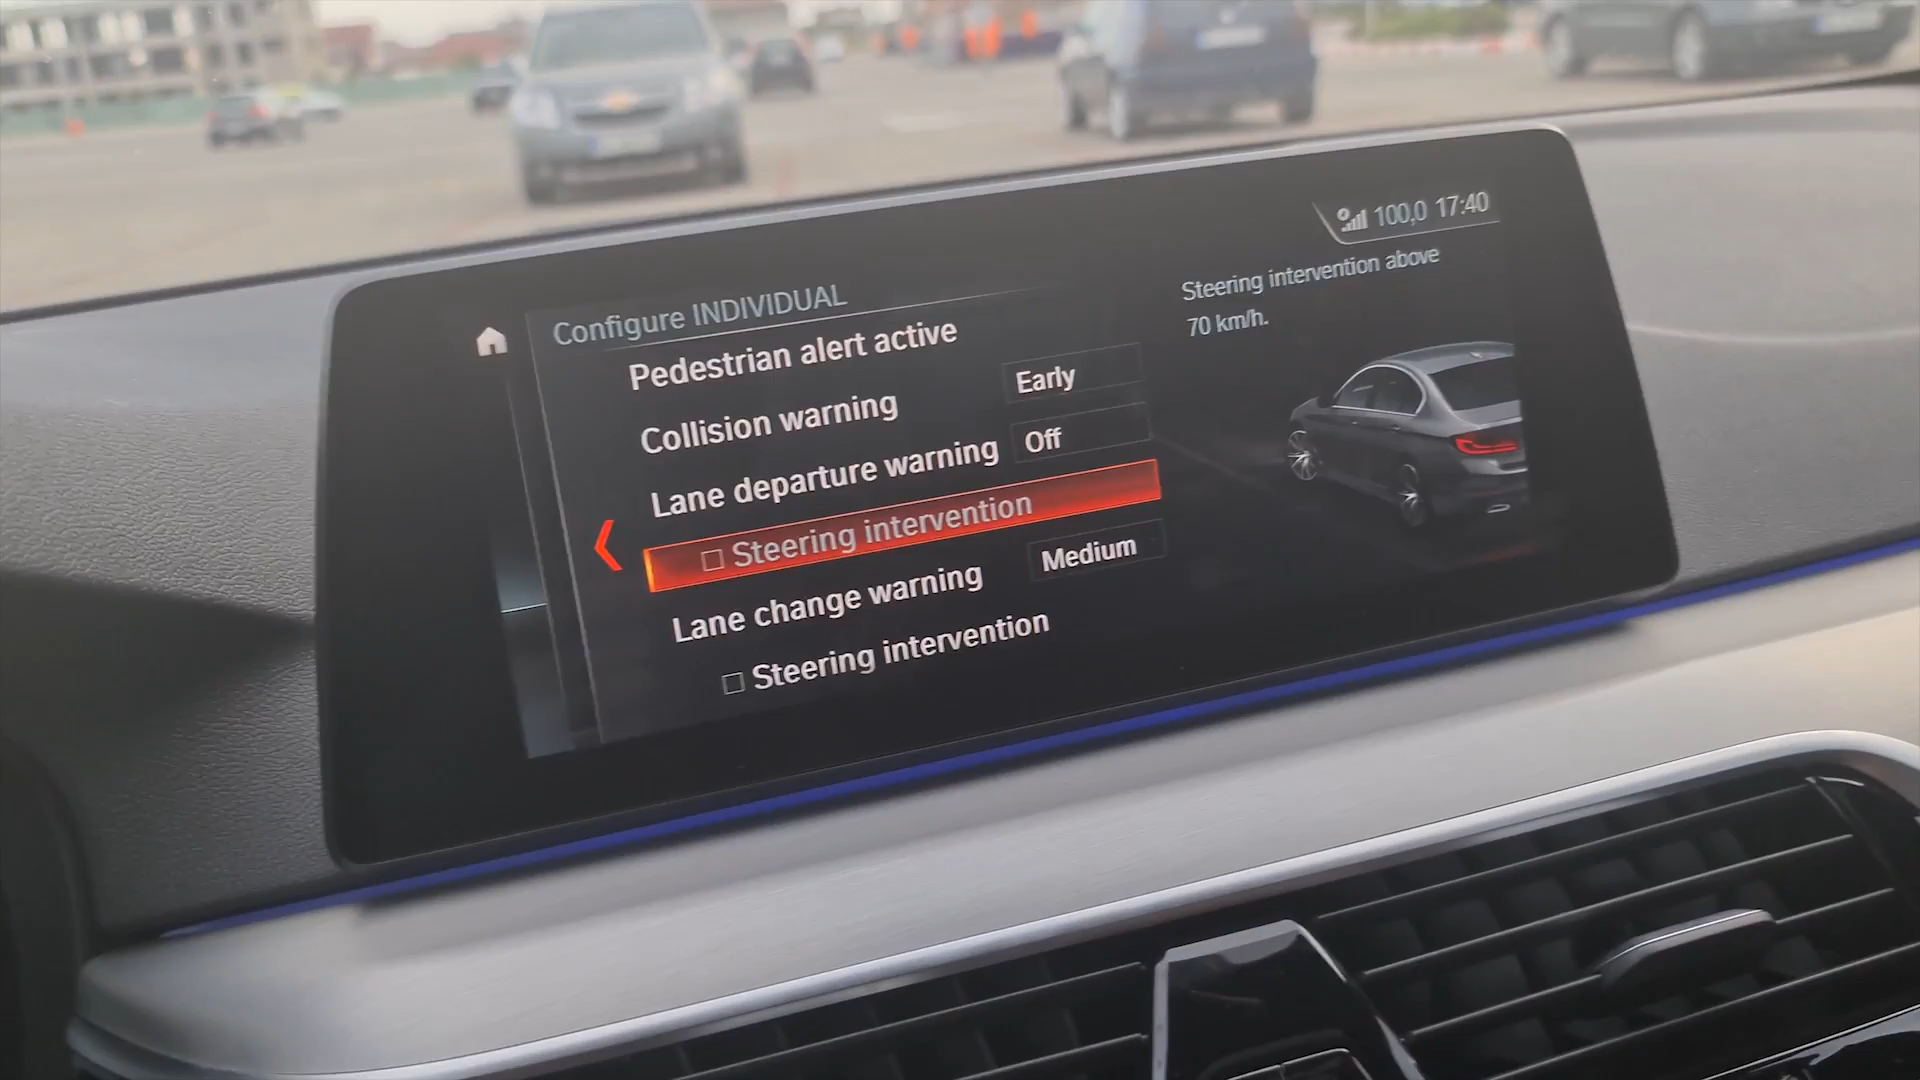 100,0 17:40
Configure INDIVIDUAL
Pedestrian alert active
Collision warning Early
Lane departure warning Off
Steering intervention
Lane change warning Medium
Steering intervention
Steering intervention above
70 km/h.